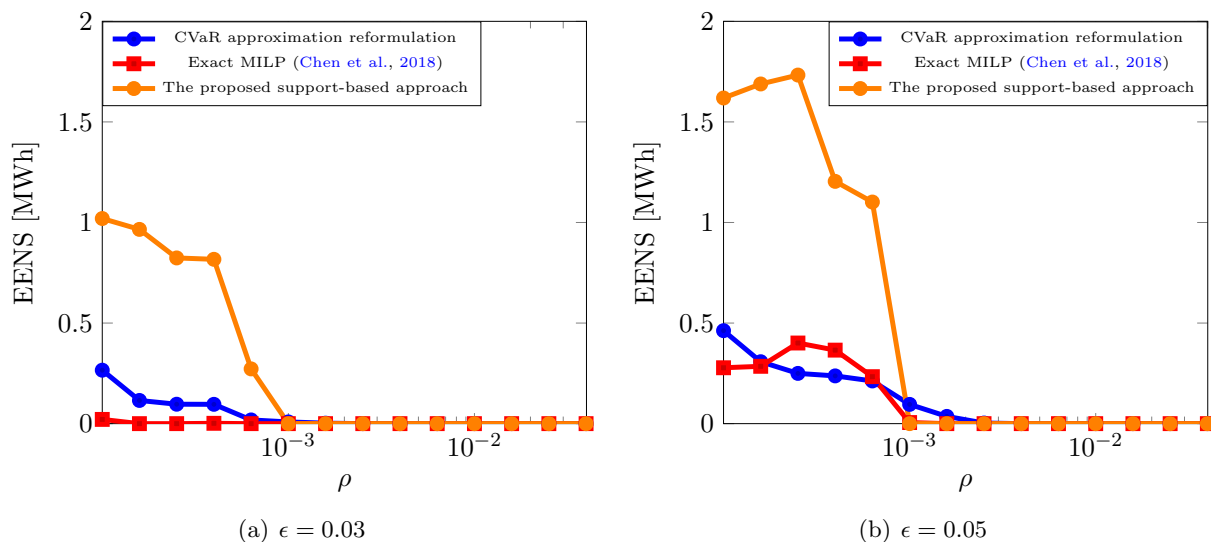 2
1.5
1
0.5
0
EENS [MWh]
CVaR approximation reformulation
Exact MILP (Chen et al., 2018)
The proposed support-based approach
10⁻³
10⁻²
ρ
(a) ϵ = 0.03
2
1.5
1
0.5
0
EENS [MWh]
CVaR approximation reformulation
Exact MILP (Chen et al., 2018)
The proposed support-based approach
10⁻³
10⁻²
ρ
(b) ϵ = 0.05